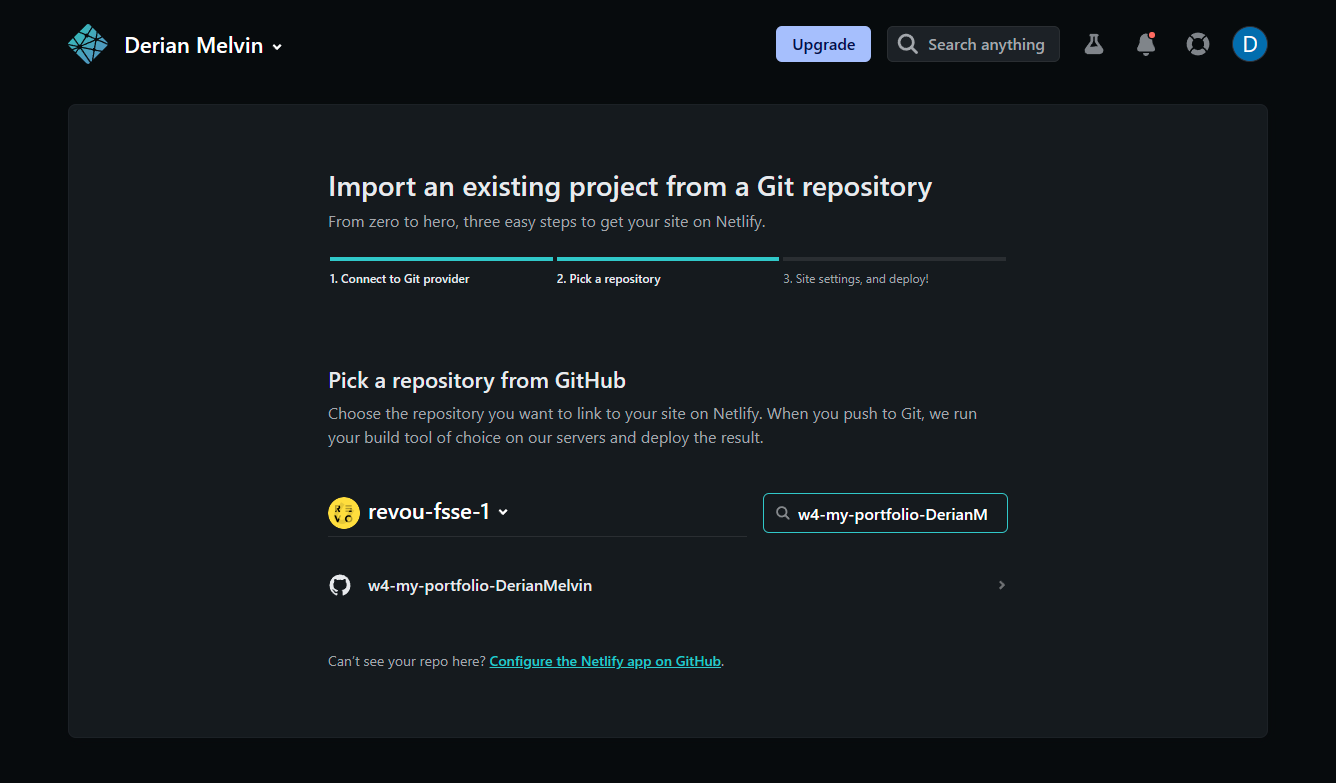 Derian Melvin
Upgrade
Search anything
D
Import an existing project from a Git repository
From zero to hero, three easy steps to get your site on Netlify.
1. Connect to Git provider
2. Pick a repository
3. Site settings, and deploy!
Pick a repository from GitHub
Choose the repository you want to link to your site on Netlify. When you push to Git, we run
your build tool of choice on our servers and deploy the result.
REVO
revou-fsse-1
w4-my-portfolio-DerianM
w4-my-portfolio-DerianMelvin
Can't see your repo here? Configure the Netlify app on GitHub.